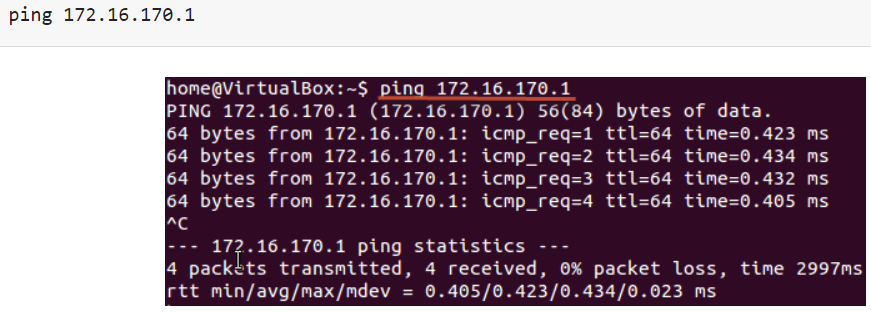 ping 172.16.170.1
home@VirtualBox:~$ ping 172.16.170.1
PING 172.16.170.1 (172.16.170.1) 56(84) bytes of data.
64 bytes from 172.16.170.1: icmp_req=1 ttl=64 time=0.423 ms
64 bytes from 172.16.170.1: icmp_req=2 ttl=64 time=0.434 ms
64 bytes from 172.16.170.1: icmp_req=3 ttl=64 time=0.432 ms
64 bytes from 172.16.170.1: icmp_req=4 ttl=64 time=0.405 ms
^C
--- 172.16.170.1 ping statistics ---
4 packets transmitted, 4 received, 0% packet loss, time 2997ms
rtt min/avg/max/mdev = 0.405/0.423/0.434/0.023 ms